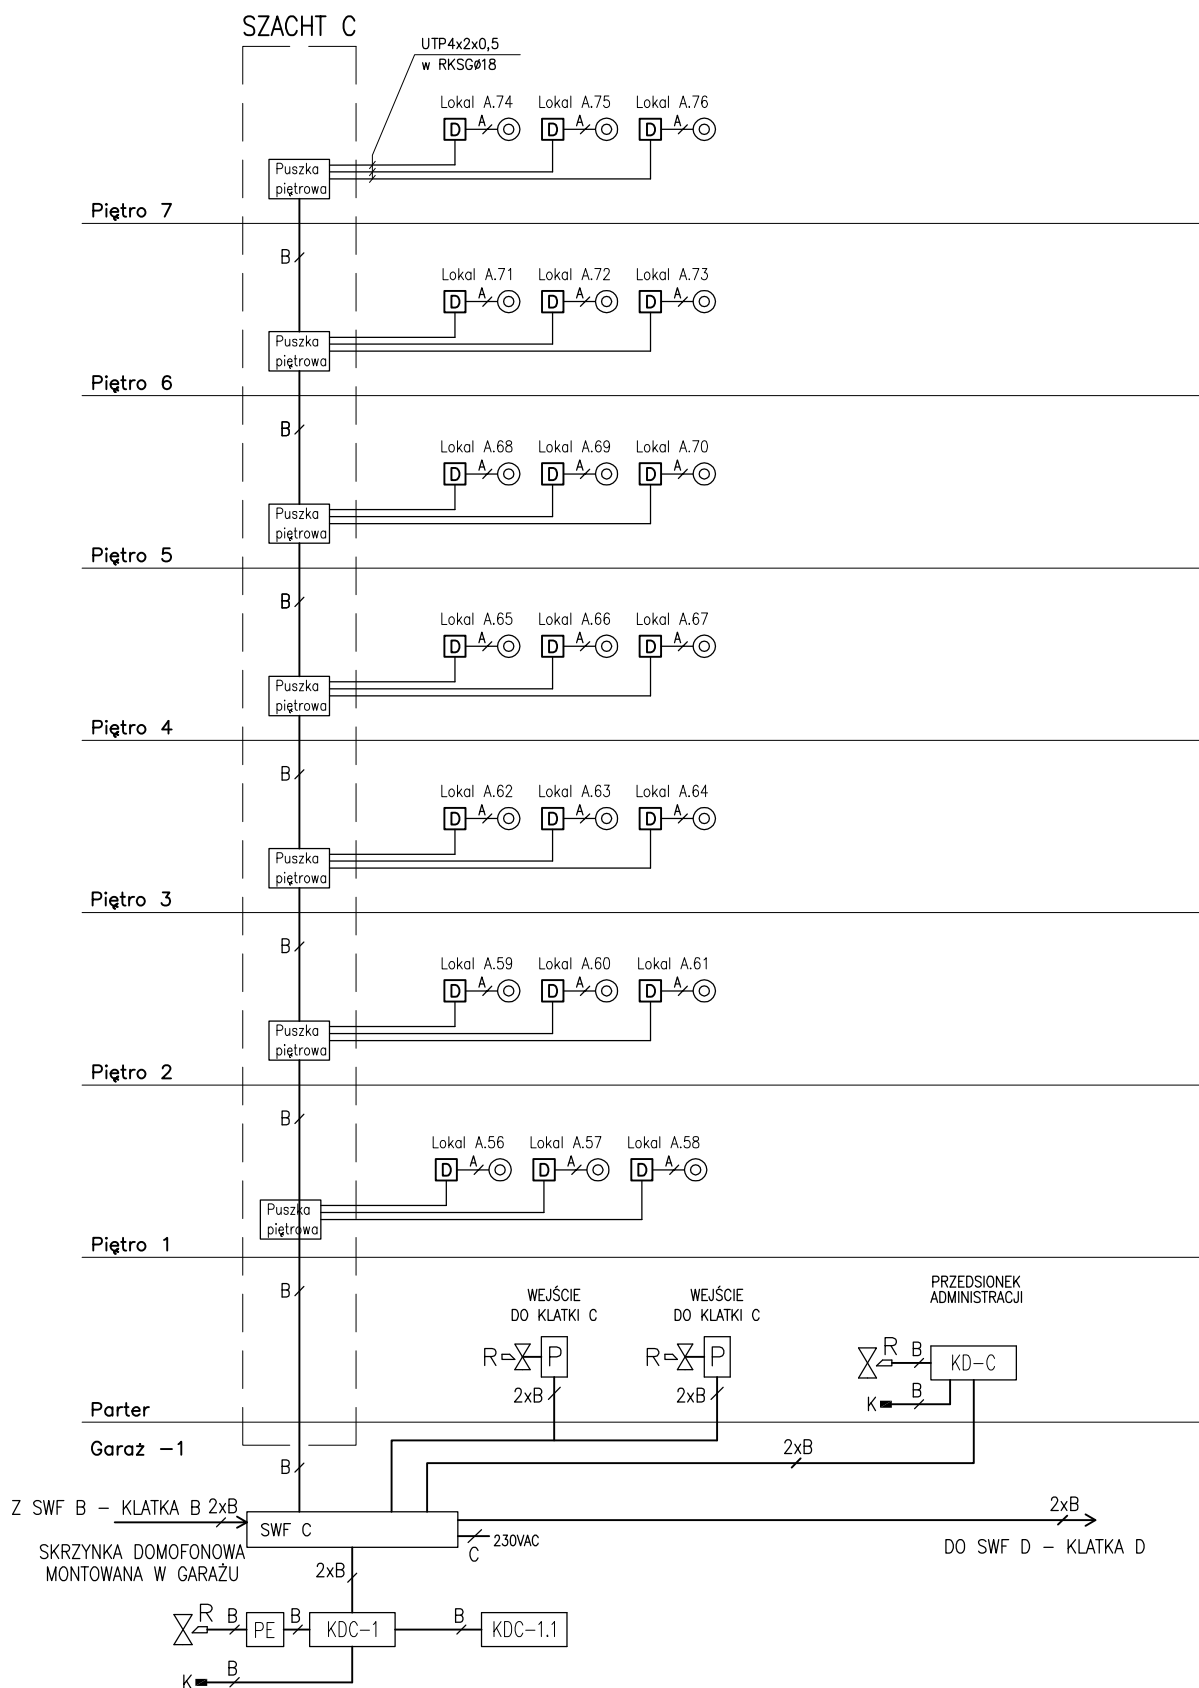 SZACHT C
UTP4x2x0,5
w RKSGø18
Lokal A.74 Lokal A.75 Lokal A.76
D A D A D A
Puszka
piętrowa
Piętro 7
B
Lokal A.71 Lokal A.72 Lokal A.73
D A D A D A
Puszka
piętrowa
Piętro 6
B
Lokal A.68 Lokal A.69 Lokal A.70
D A D A D A
Puszka
piętrowa
Piętro 5
B
Lokal A.65 Lokal A.66 Lokal A.67
D A D A D A
Puszka
piętrowa
Piętro 4
B
Lokal A.62 Lokal A.63 Lokal A.64
D A D A D A
Puszka
piętrowa
Piętro 3
B
Lokal A.59 Lokal A.60 Lokal A.61
D A D A D A
Puszka
piętrowa
Piętro 2
B
Lokal A.56 Lokal A.57 Lokal A.58
D A D A D A
Puszka
piętrowa
Piętro 1
B
WEJŚCIE
DO KLATKI C
WEJŚCIE
DO KLATKI C
PRZEDSIONEK
ADMINISTRACJI
R P R P R B KD-C
2xB 2xB K B
Parter
Garaż -1
B 2xB
Z SWF B - KLATKA B 2xB
2xB
SWF C
C 230VAC
DO SWF D - KLATKA D
SKRZYNKA DOMOFONOWA
MONTOWANA W GARAŻU
2xB
R B PE B KDC-1 B KDC-1.1
K B